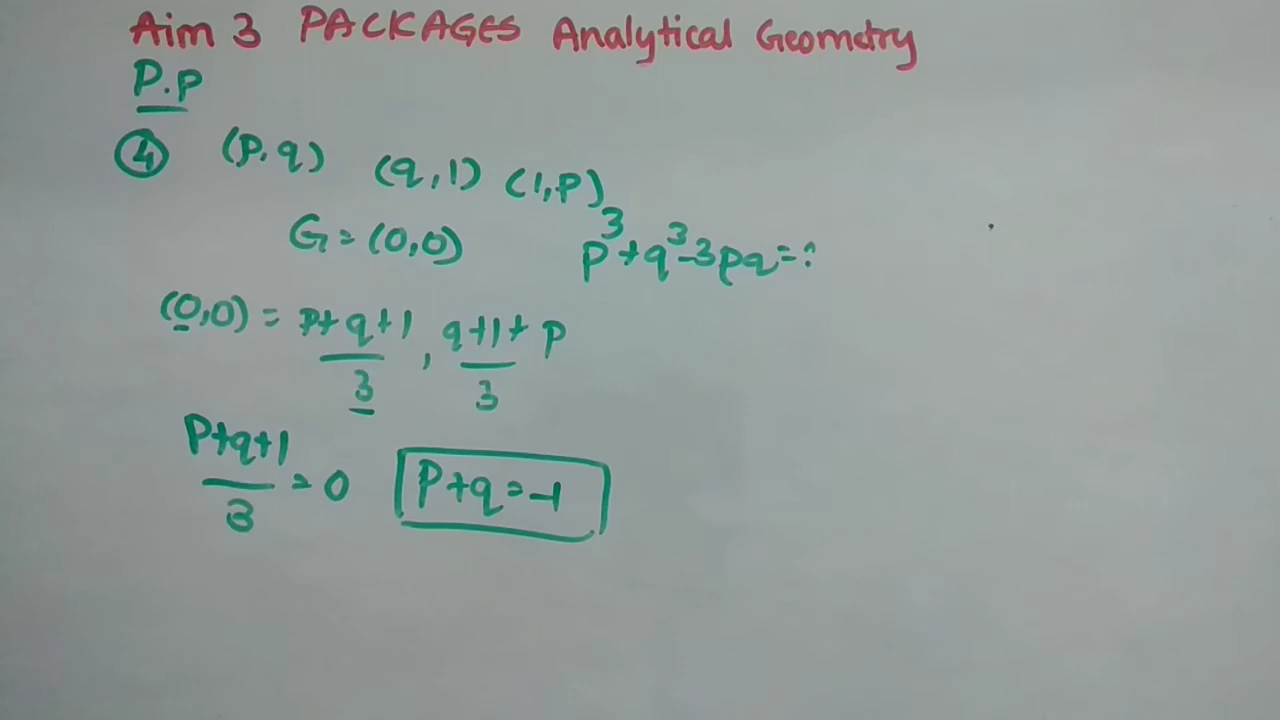 Aim 3 PACKAGES Analytical Geometry
P.P
④ (p,q) (q,1) (1,p)
G = (0,0) p³+q³-3pq=?
(0,0) = p+q+1/3 , q+1+p/3
p+q+1/3 = 0 p+q=-1